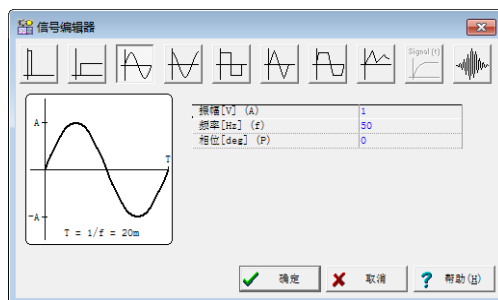 信号编辑器
Signal (t)
A
T
-A
T = 1/f = 20m
振幅[V] (A) 1
频率[Hz] (f) 50
相位[deg] (P) 0
确定
取消
帮助(H)